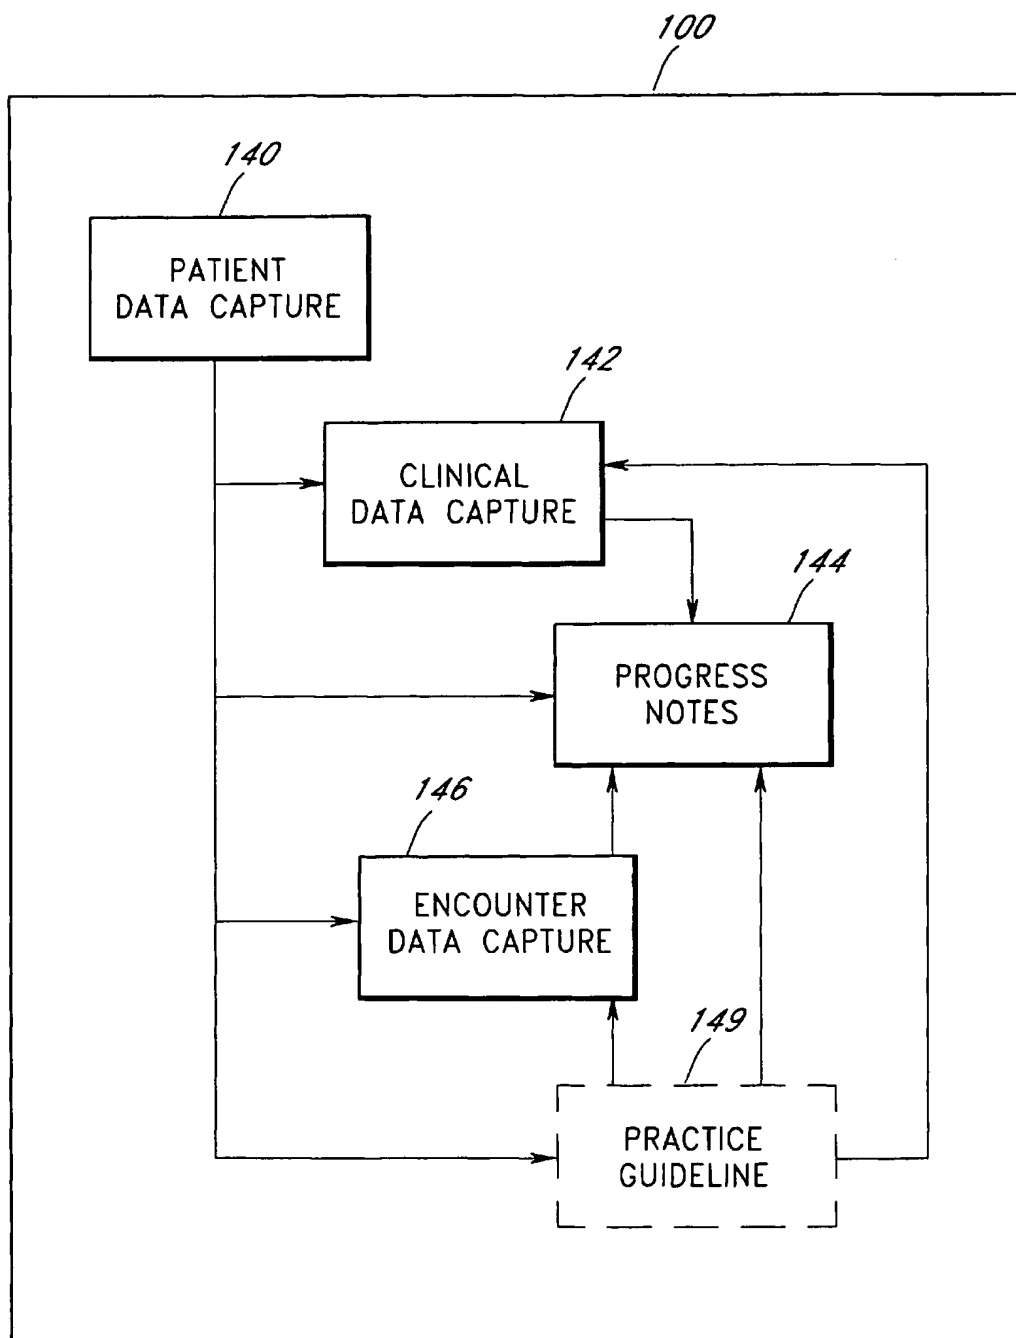 100
140
PATIENT
DATA CAPTURE
142
CLINICAL
DATA CAPTURE
144
PROGRESS
NOTES
146
ENCOUNTER
DATA CAPTURE
149
PRACTICE
GUIDELINE